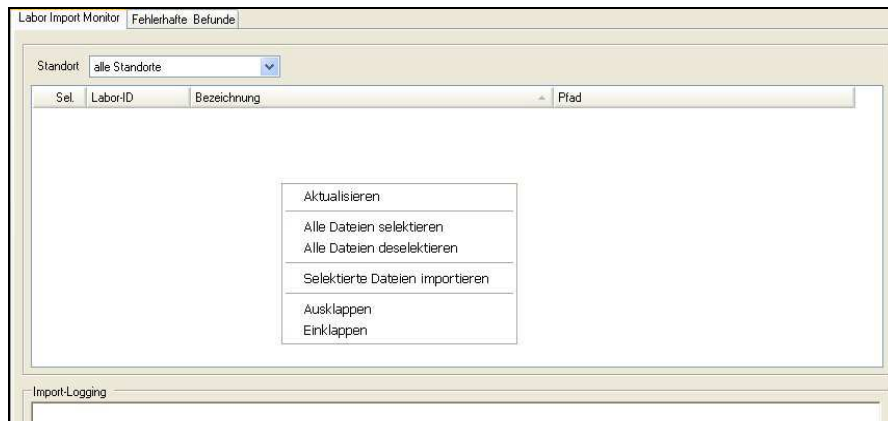 Labor Import Monitor Fehlerhafte Befunde
Standort alle Standorte
Sel. Labor-ID Bezeichnung Pfad
Aktualisieren
Alle Dateien selektieren
Alle Dateien deselektieren
Selektierte Dateien importieren
Ausklappen
Einklappen
Import-Logging